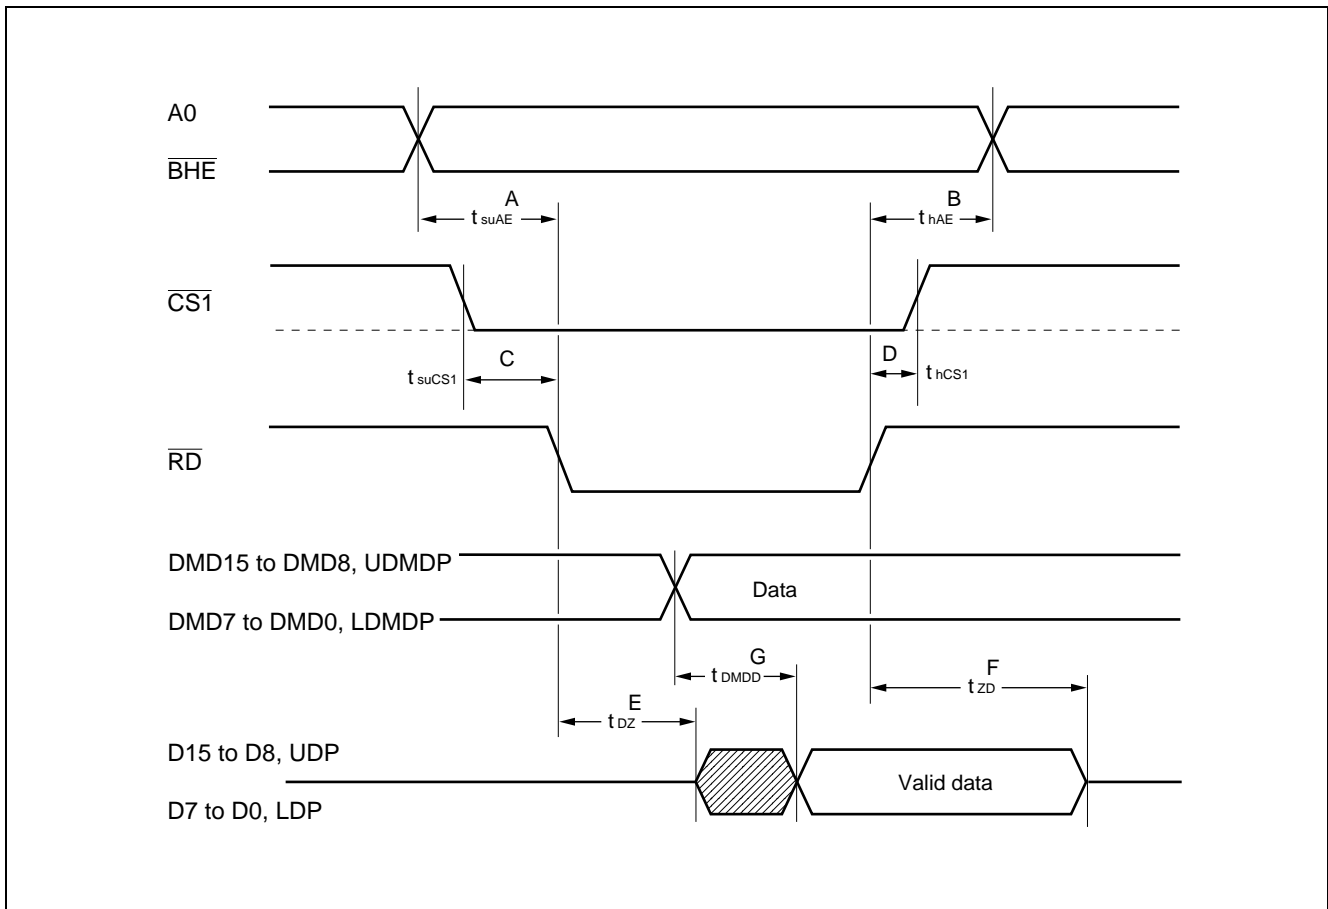 A0
BHE
A
t suAE
B
t hAE
CS1
C
t suCS1
D
t hCS1
RD
DMD15 to DMD8, UDMDP
Data
DMD7 to DMD0, LDMDP
G
t DMDD
F
t ZD
E
t DZ
D15 to D8, UDP
Valid data
D7 to D0, LDP